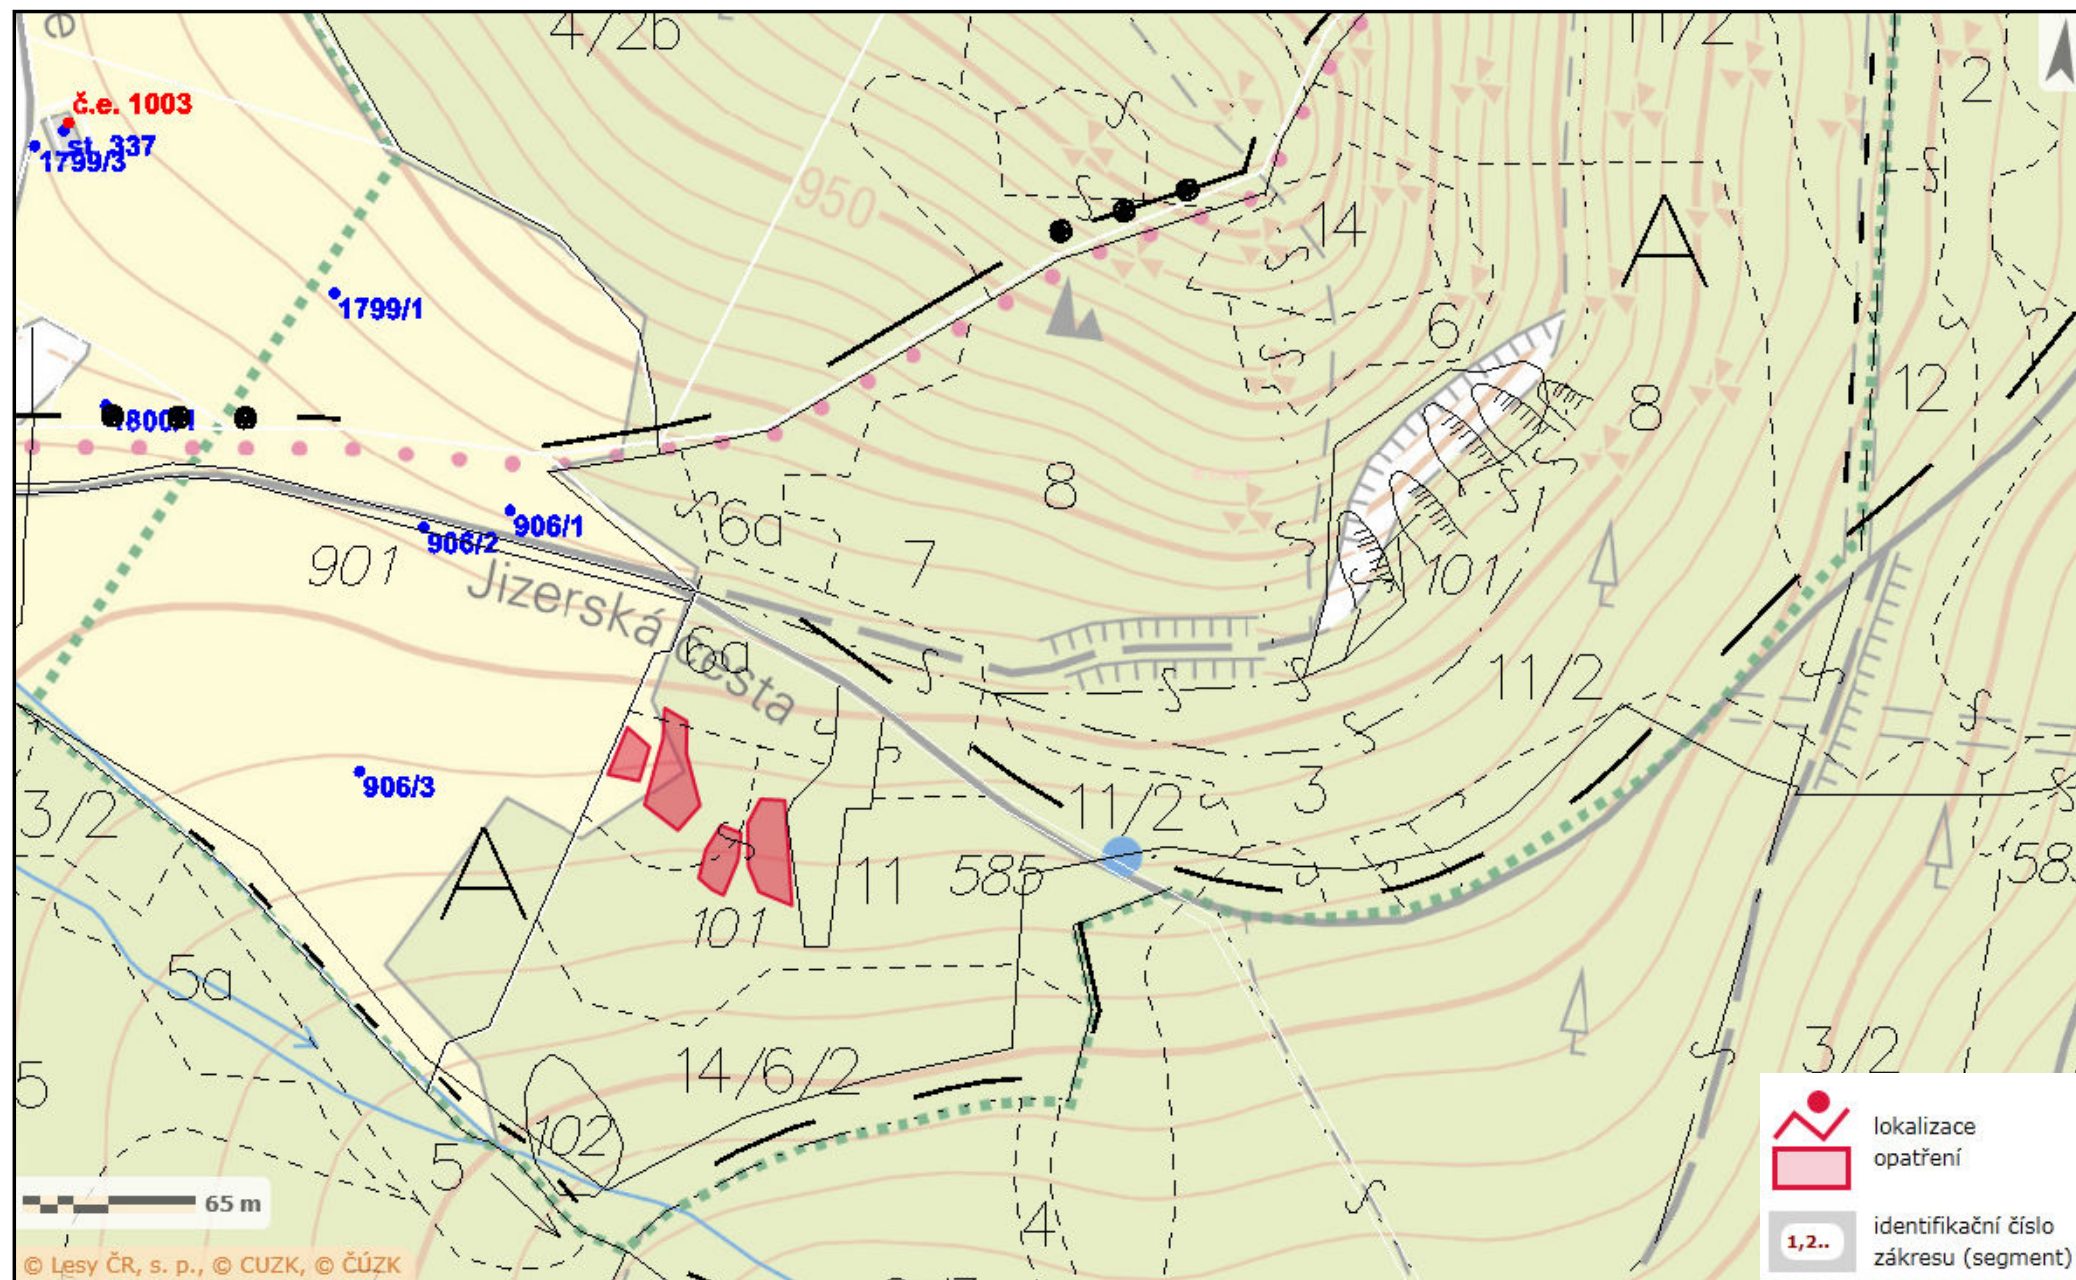 e
4/2b
11/2
2
č.e. 1003
st. 337
1799/3
950
14
A
1799/1
6
12
8
8
6a
906/1
906/2
901
7
101
Jizerská cesta
6a
11/2
906/3
3/2
3
11/2
A
11
585
101
5a
14/6/2
3/2
5
102
5
4
65 m
lokalizace
opatření
1,2..
identifikační číslo
zákresu (segment)
© Lesy ČR, s. p., © CUZK, © ČÚZK